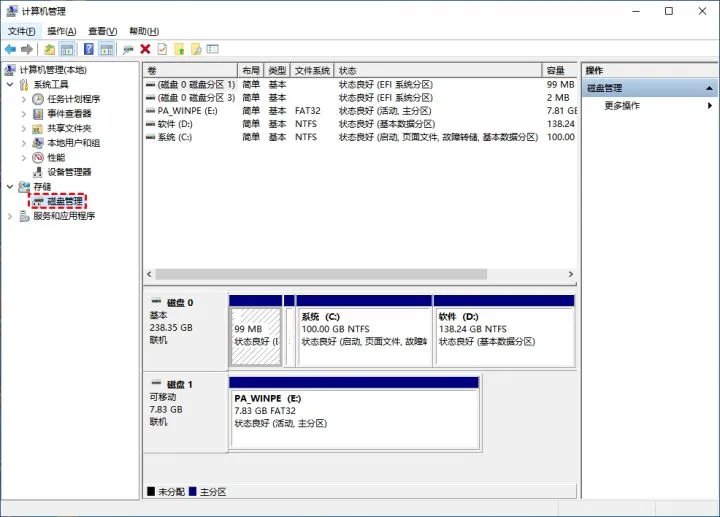 计算机管理
文件(F) 操作(A) 查看(V) 帮助(H)
计算机管理(本地)
系统工具
任务计划程序
事件查看器
共享文件夹
本地用户和组
性能
设备管理器
存储
磁盘管理
服务和应用程序
卷 布局 类型 文件系统 状态 容量
(磁盘 0 磁盘分区 1) 简单 基本 状态良好 (EFI 系统分区) 99 MB
(磁盘 0 磁盘分区 3) 简单 基本 状态良好 (EFI 系统分区) 2 MB
PA_WINPE (E:) 简单 基本 FAT32 状态良好 (活动, 主分区) 7.81 GB
软件 (D:) 简单 基本 NTFS 状态良好 (基本数据分区) 138.24
系统 (C:) 简单 基本 NTFS 状态良好 (启动, 页面文件, 故障转储, 基本数据分区) 100.00
操作
磁盘管理
更多操作
磁盘 0
基本
238.35 GB
联机
99 MB
状态良好 (E
系统 (C:)
100.00 GB NTFS
状态良好 (启动, 页面文件, 故障转
软件 (D:)
138.24 GB NTFS
状态良好 (基本数据分区)
磁盘 1
可移动
7.83 GB
联机
PA_WINPE (E:)
7.83 GB FAT32
状态良好 (活动, 主分区)
未分配 主分区